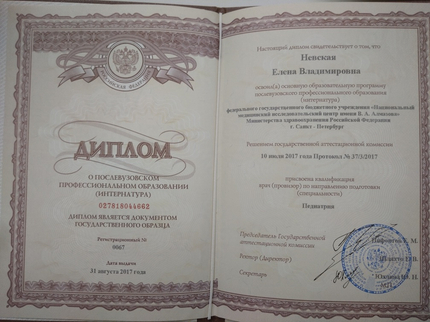 РОССИЙСКАЯ ФЕДЕРАЦИЯ
ДИПЛОМ
О ПОСЛЕВУЗОВСКОМ
ПРОФЕССИОНАЛЬНОМ ОБРАЗОВАНИИ
(ИНТЕРНАТУРА)
027818044662
ДИПЛОМ ЯВЛЯЕТСЯ ДОКУМЕНТОМ
ГОСУДАРСТВЕННОГО ОБРАЗЦА
Регистрационный №
0067
Дата выдачи
31 августа 2017 года
Настоящий диплом свидетельствует о том, что
Невская
Елена Владимировна
освоил(а) основную образовательную программу
послевузовского профессионального образования
(интернатура)
федерального государственного бюджетного учреждения «Национальный
медицинский исследовательский центр имени В.А. Алмазова»
Министерства здравоохранения Российской Федерации
г. Санкт - Петербург
Решением государственной аттестационной комиссии
10 июля 2017 года Протокол № 37/3/2017
присвоена квалификация
врач (провизор) по направлению подготовки
(специальности)
Педиатрия
Председатель Государственной
аттестационной комиссии
Ректор (Директор)
Секретарь